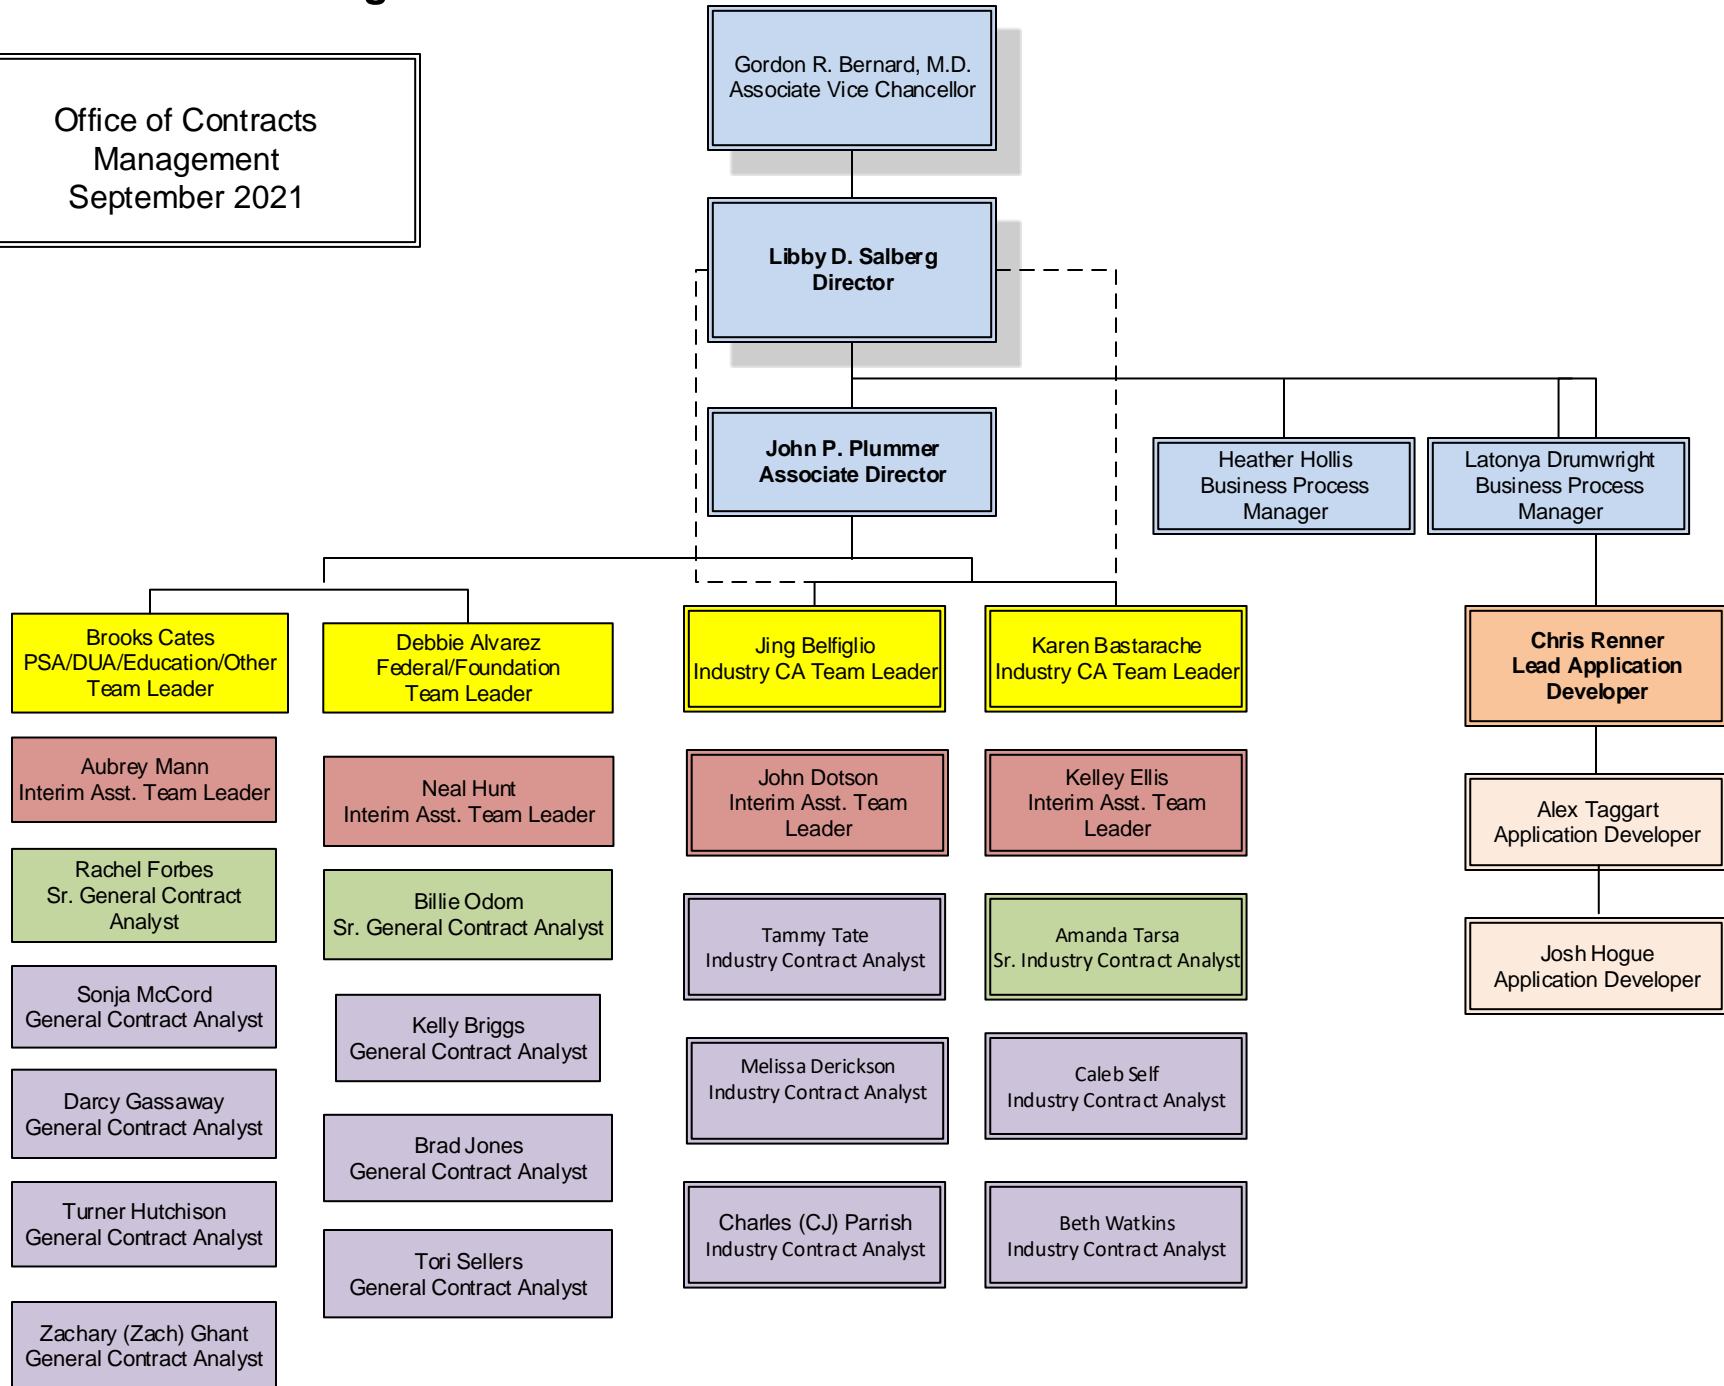 Office of Contracts
Management
September 2021
Gordon R. Bernard, M.D.
Associate Vice Chancellor
Libby D. Salberg
Director
John P. Plummer
Associate Director
Heather Hollis
Business Process
Manager
Latonya Drumwright
Business Process
Manager
Brooks Cates
PSA/DUA/Education/Other
Team Leader
Aubrey Mann
Interim Asst. Team Leader
Rachel Forbes
Sr. General Contract
Analyst
Sonja McCord
General Contract Analyst
Darcy Gassaway
General Contract Analyst
Turner Hutchison
General Contract Analyst
Zachary (Zach) Ghant
General Contract Analyst
Debbie Alvarez
Federal/Foundation
Team Leader
Neal Hunt
Interim Asst. Team Leader
Billie Odom
Sr. General Contract Analyst
Kelly Briggs
General Contract Analyst
Brad Jones
General Contract Analyst
Tori Sellers
General Contract Analyst
Jing Belfiglio
Industry CA Team Leader
John Dotson
Interim Asst. Team
Leader
Tammy Tate
Industry Contract Analyst
Melissa Derickson
Industry Contract Analyst
Charles (CJ) Parrish
Industry Contract Analyst
Karen Bastarache
Industry CA Team Leader
Kelley Ellis
Interim Asst. Team
Leader
Amanda Tarsa
Sr. Industry Contract Analyst
Caleb Self
Industry Contract Analyst
Beth Watkins
Industry Contract Analyst
Chris Renner
Lead Application
Developer
Alex Taggart
Application Developer
Josh Hogue
Application Developer